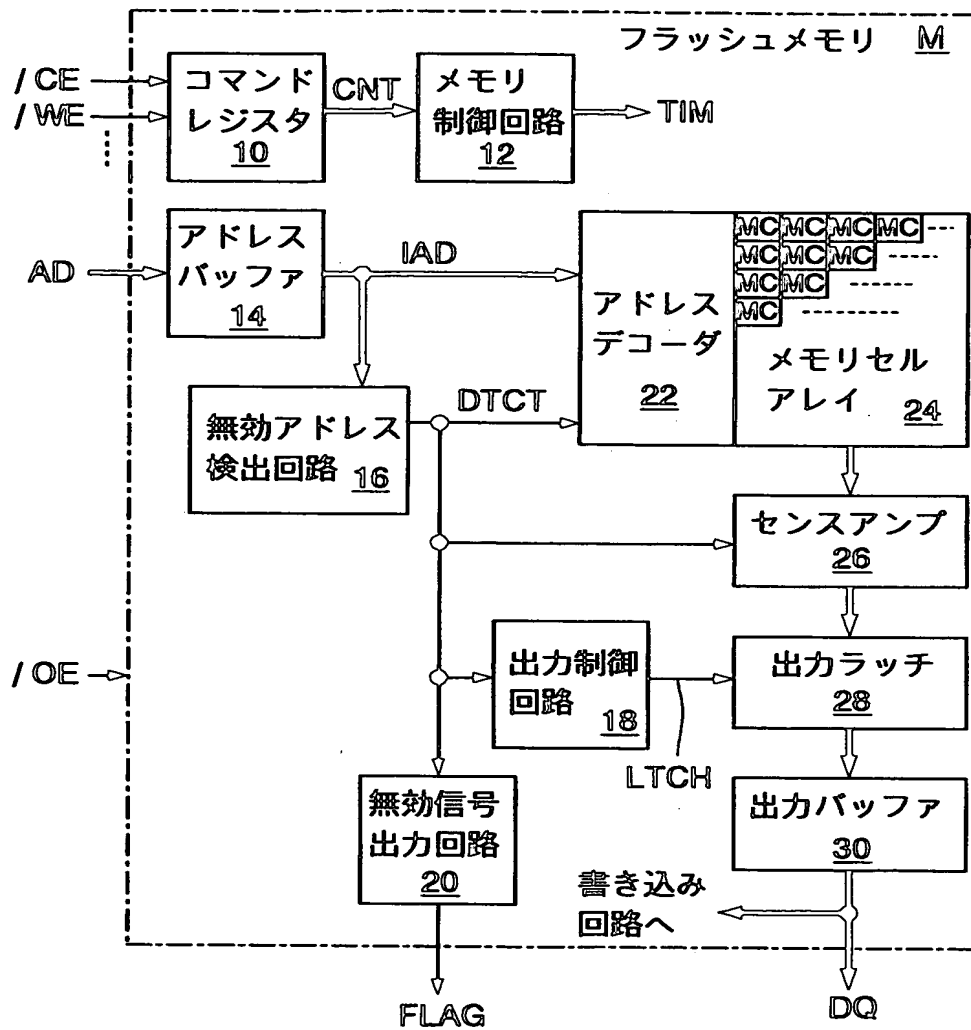 フラッシュメモリ M
/CE
/WE
コマンド
レジスタ
10
CNT
メモリ
制御回路
12
TIM
AD
アドレス
バッファ
14
IAD
アドレス
デコーダ
22
MC MC MC MC
MC MC MC
MC MC
MC
メモリセル
アレイ
24
無効アドレス
検出回路 16
DTCT
センスアンプ
26
/OE
出力制御
回路 18
LTCH
出力ラッチ
28
無効信号
出力回路
20
出力バッファ
30
書き込み
回路へ
FLAG
DQ